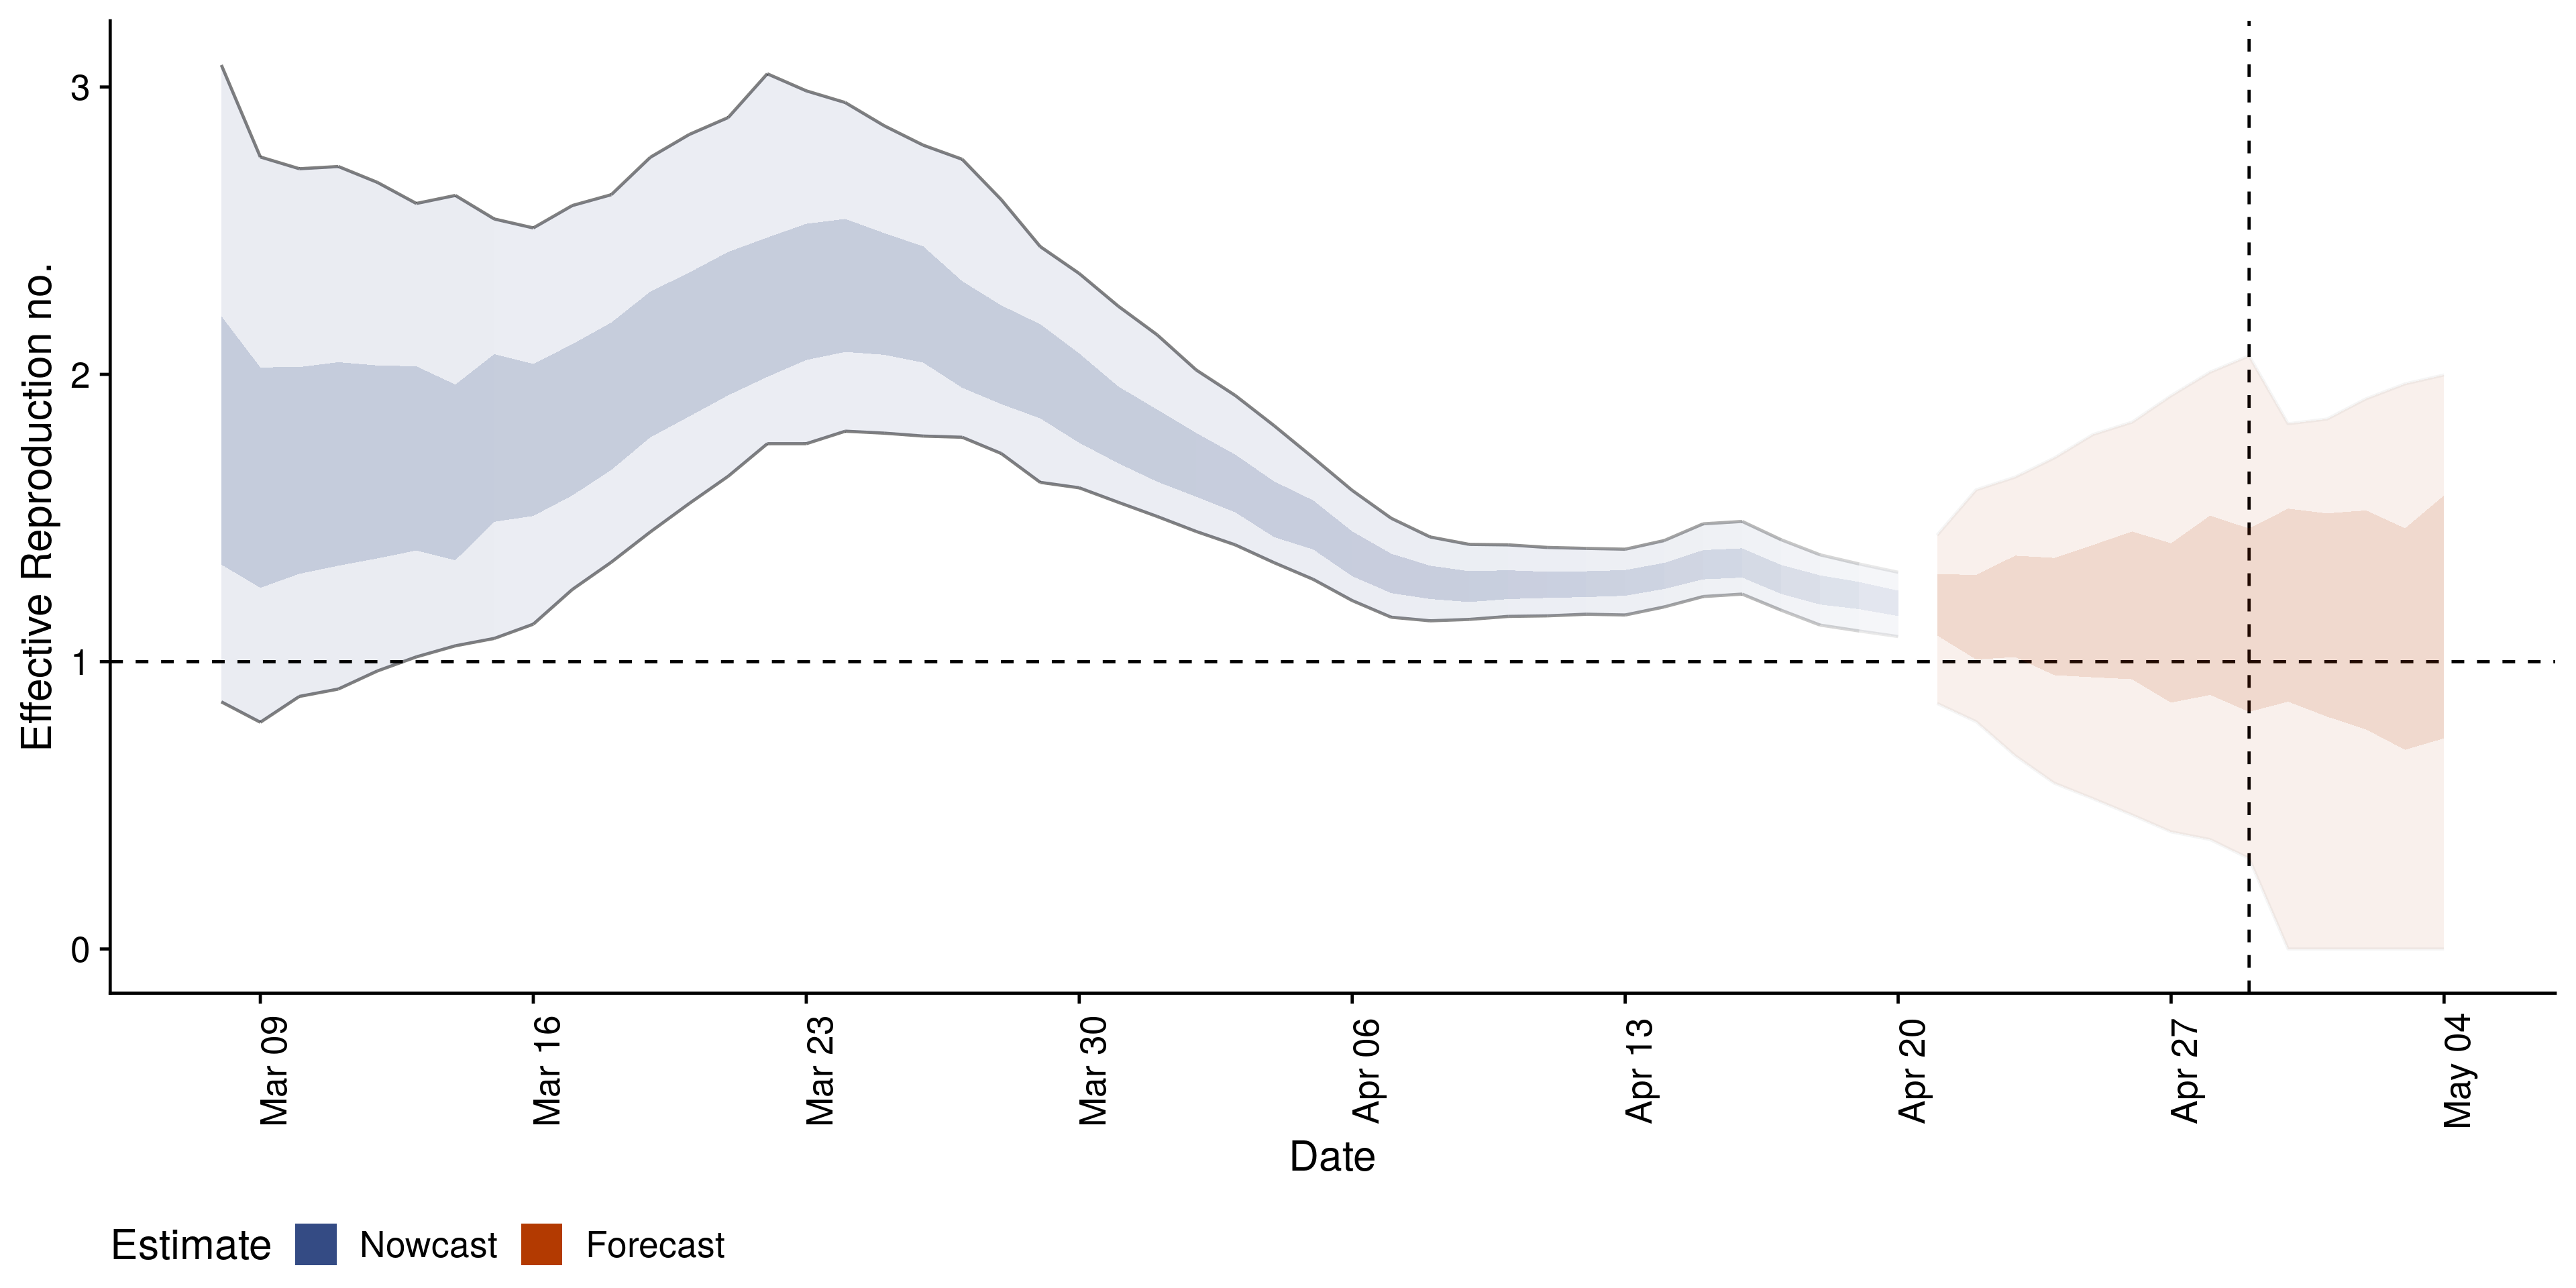 Effective Reproduction no.
3
2
1
0
Mar 09
Mar 16
Mar 23
Mar 30
Apr 06
Apr 13
Apr 20
Apr 27
May 04
Date
Estimate Nowcast Forecast